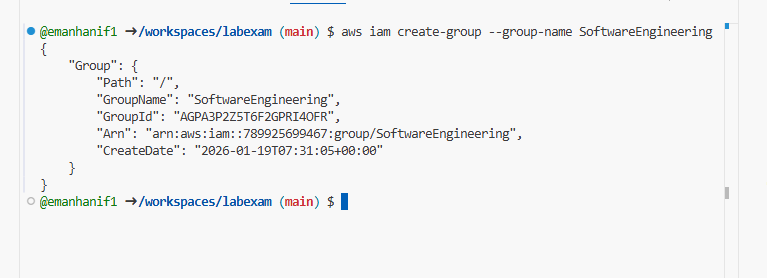 @emanhanif1 →/workspaces/labexam (main) $ aws iam create-group --group-name SoftwareEngineering
{
    "Group": {
        "Path": "/",
        "GroupName": "SoftwareEngineering",
        "GroupId": "AGPA3P2Z5T6F2GPRI4OFR",
        "Arn": "arn:aws:iam::789925699467:group/SoftwareEngineering",
        "CreateDate": "2026-01-19T07:31:05+00:00"
    }
}
@emanhanif1 →/workspaces/labexam (main) $